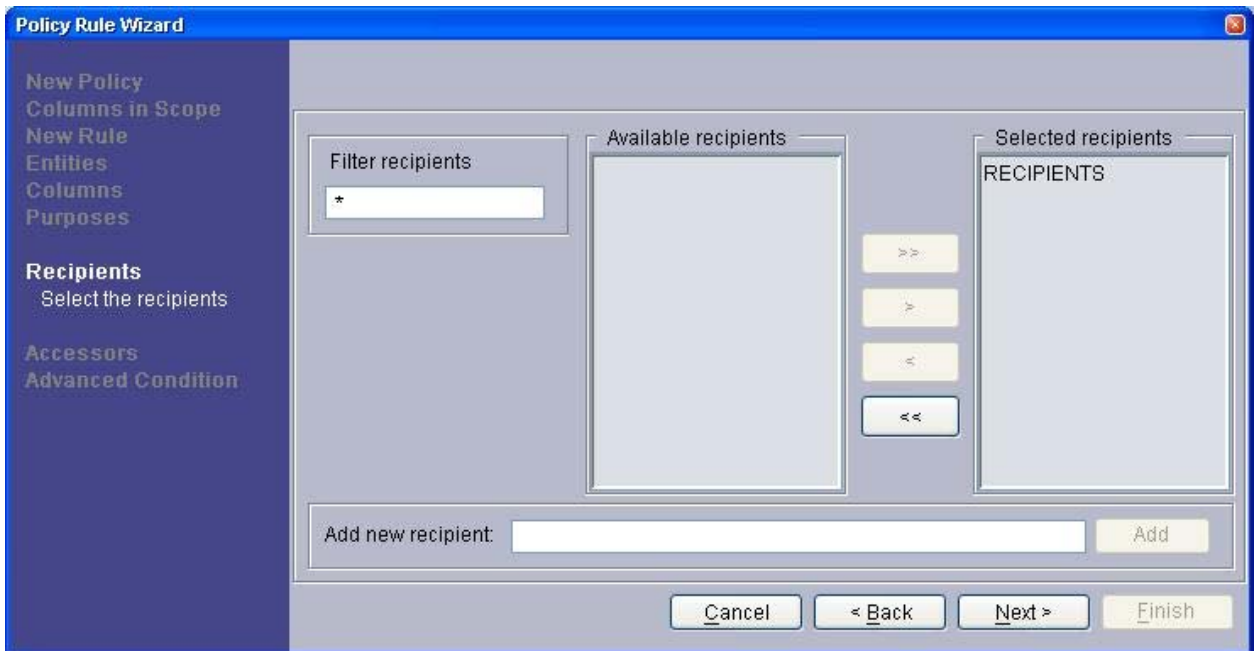 Policy Rule Wizard
New Policy
Columns in Scope
New Rule
Entities
Columns
Purposes
Recipients
Select the recipients
Accessors
Advanced Condition
Filter recipients
*
Available recipients
>>
>
<
<<
Selected recipients
RECIPIENTS
Add new recipient:
Add
Cancel
< Back
Next >
Finish